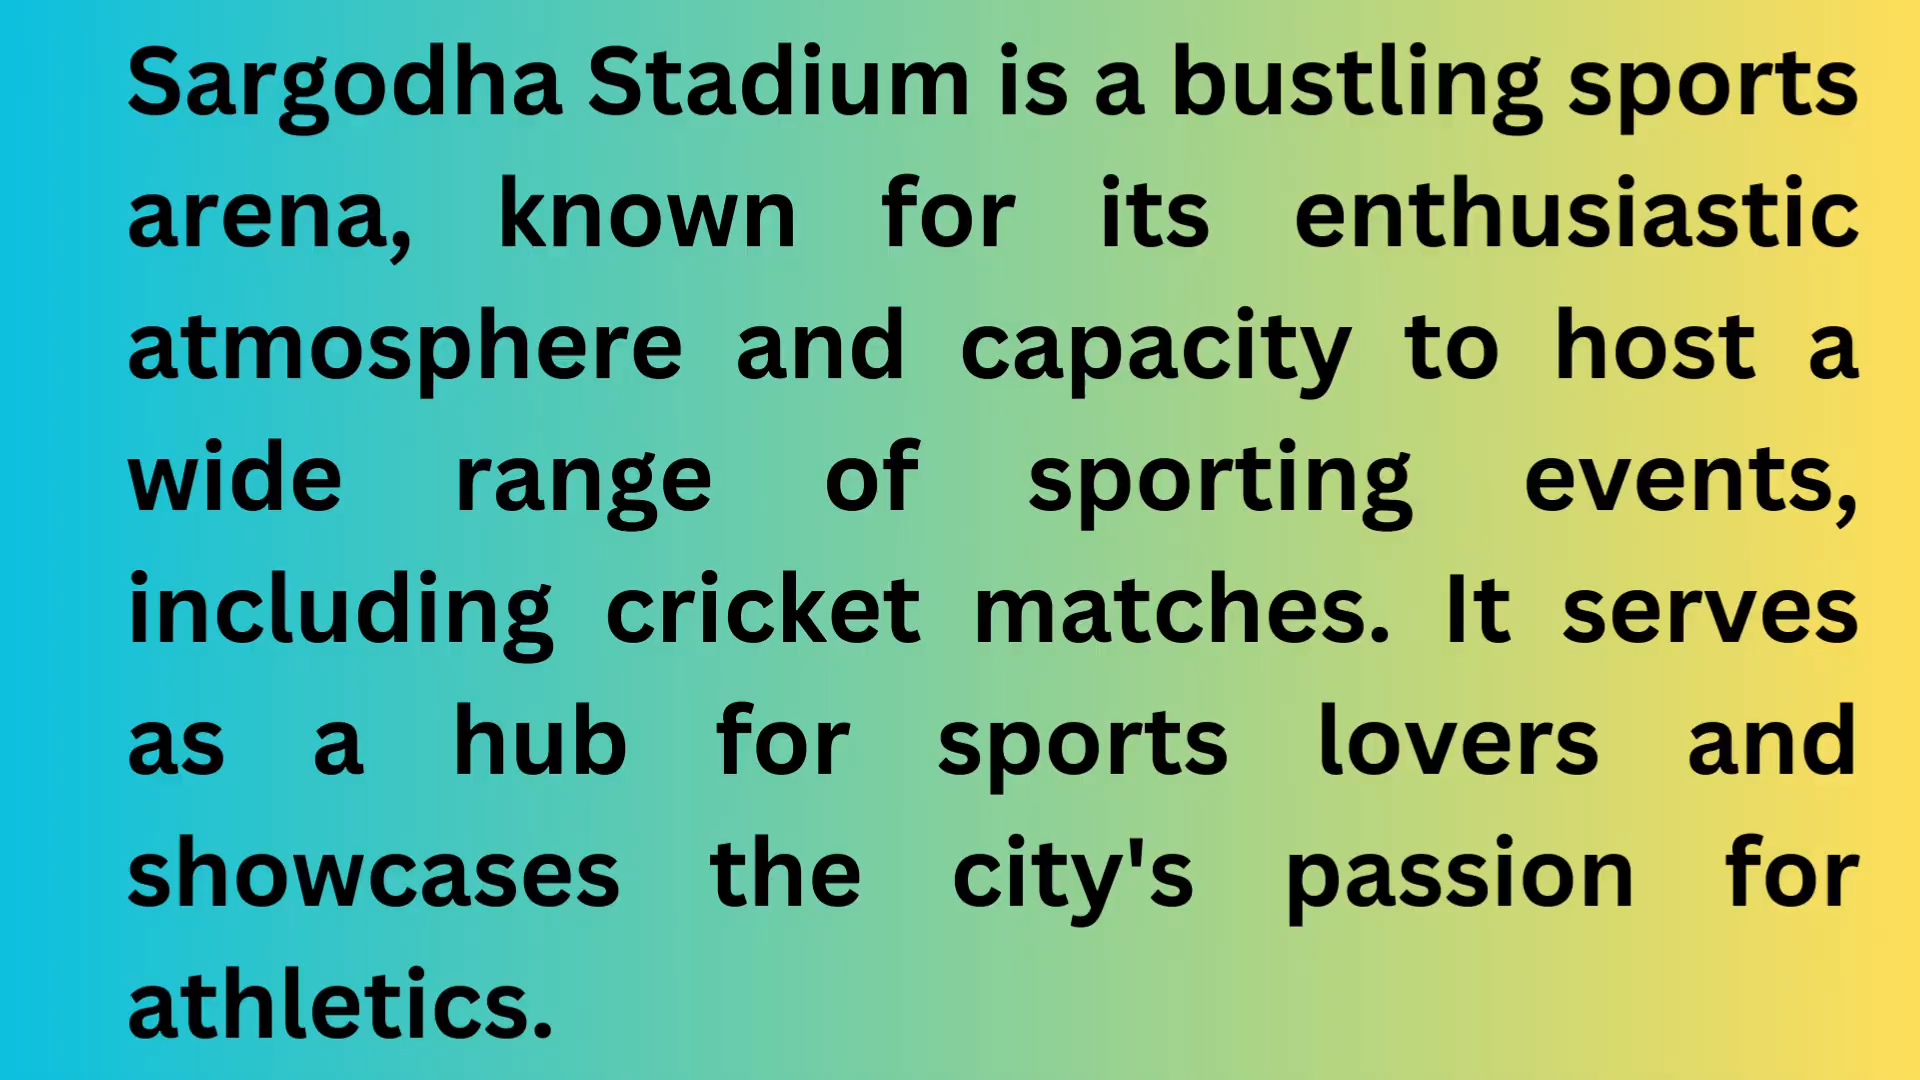 Sargodha Stadium is a bustling sports
arena, known for its enthusiastic
atmosphere and capacity to host a
wide range of sporting events,
including cricket matches. It serves
as a hub for sports lovers and
showcases the city's passion for
athletics.